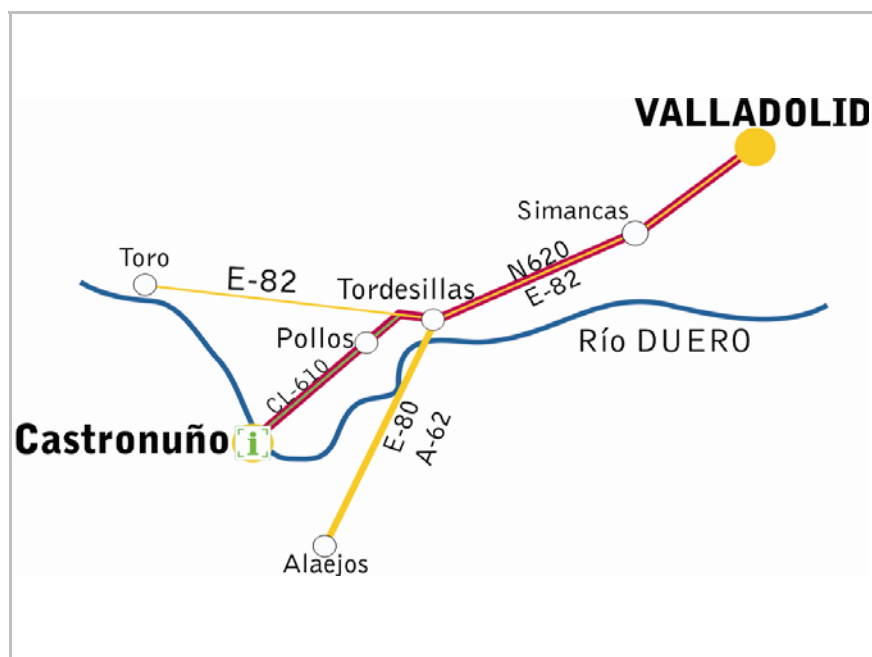 VALLADOLID
Simancas
N620
E-82
Toro
E-82
Tordesillas
Río DUERO
Pollos
CL-610
Castronuño
i
E-80
A-62
Alaejos